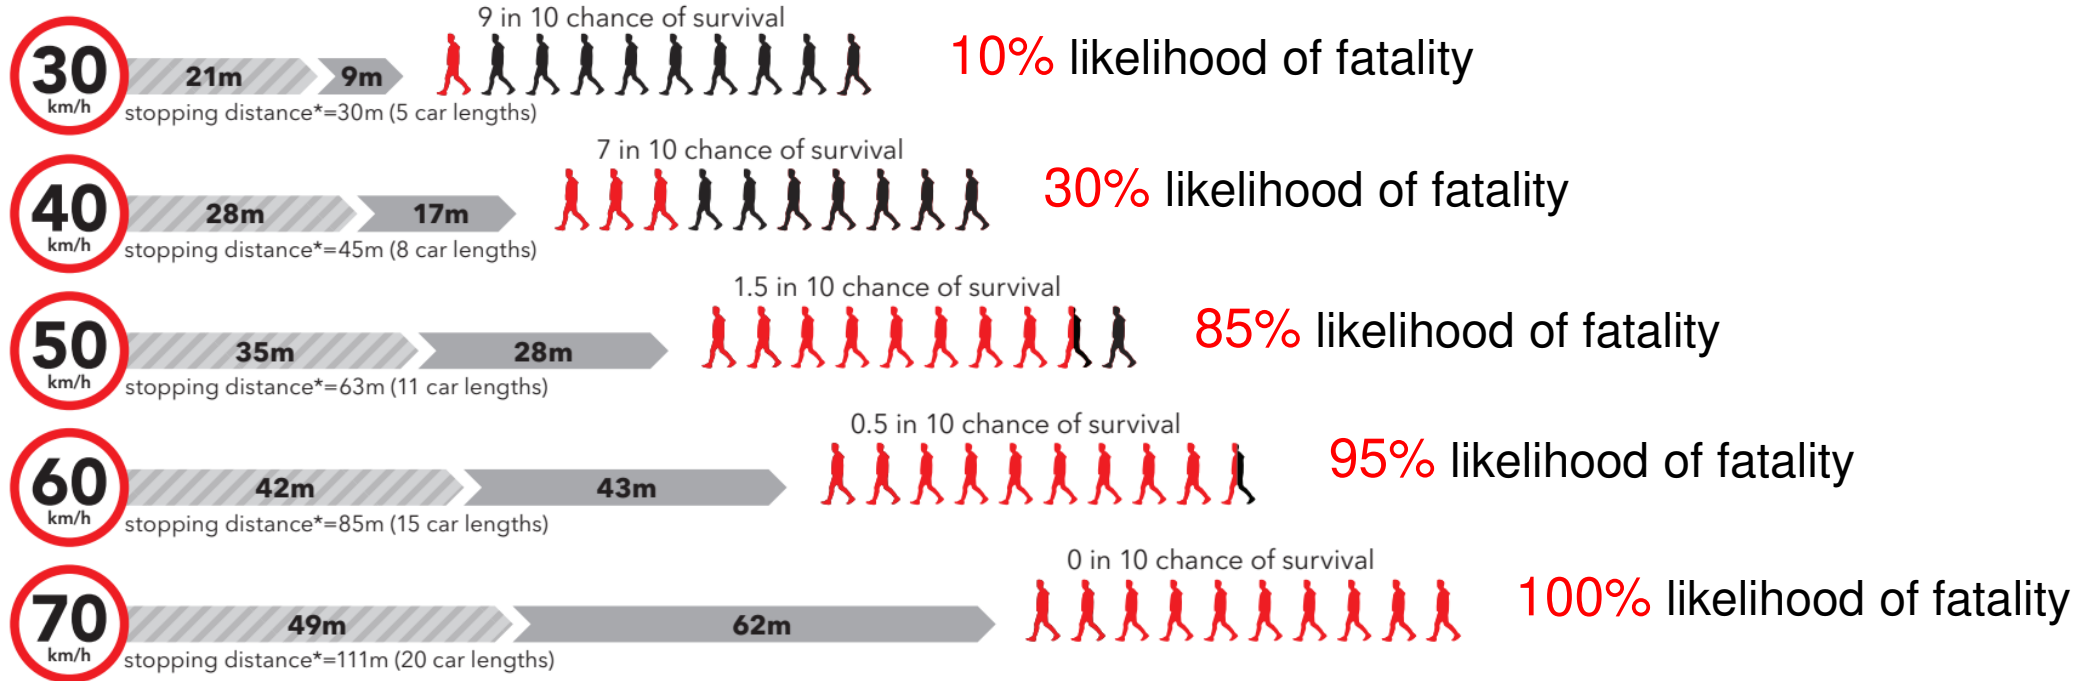 9 in 10 chance of survival
30 km/h 21m 9m 10% likelihood of fatality
stopping distance*=30m (5 car lengths)
7 in 10 chance of survival
40 km/h 28m 17m 30% likelihood of fatality
stopping distance*=45m (8 car lengths)
1.5 in 10 chance of survival
50 km/h 35m 28m 85% likelihood of fatality
stopping distance*=63m (11 car lengths)
0.5 in 10 chance of survival
60 km/h 42m 43m 95% likelihood of fatality
stopping distance*=85m (15 car lengths)
0 in 10 chance of survival
70 km/h 49m 62m 100% likelihood of fatality
stopping distance*=111m (20 car lengths)